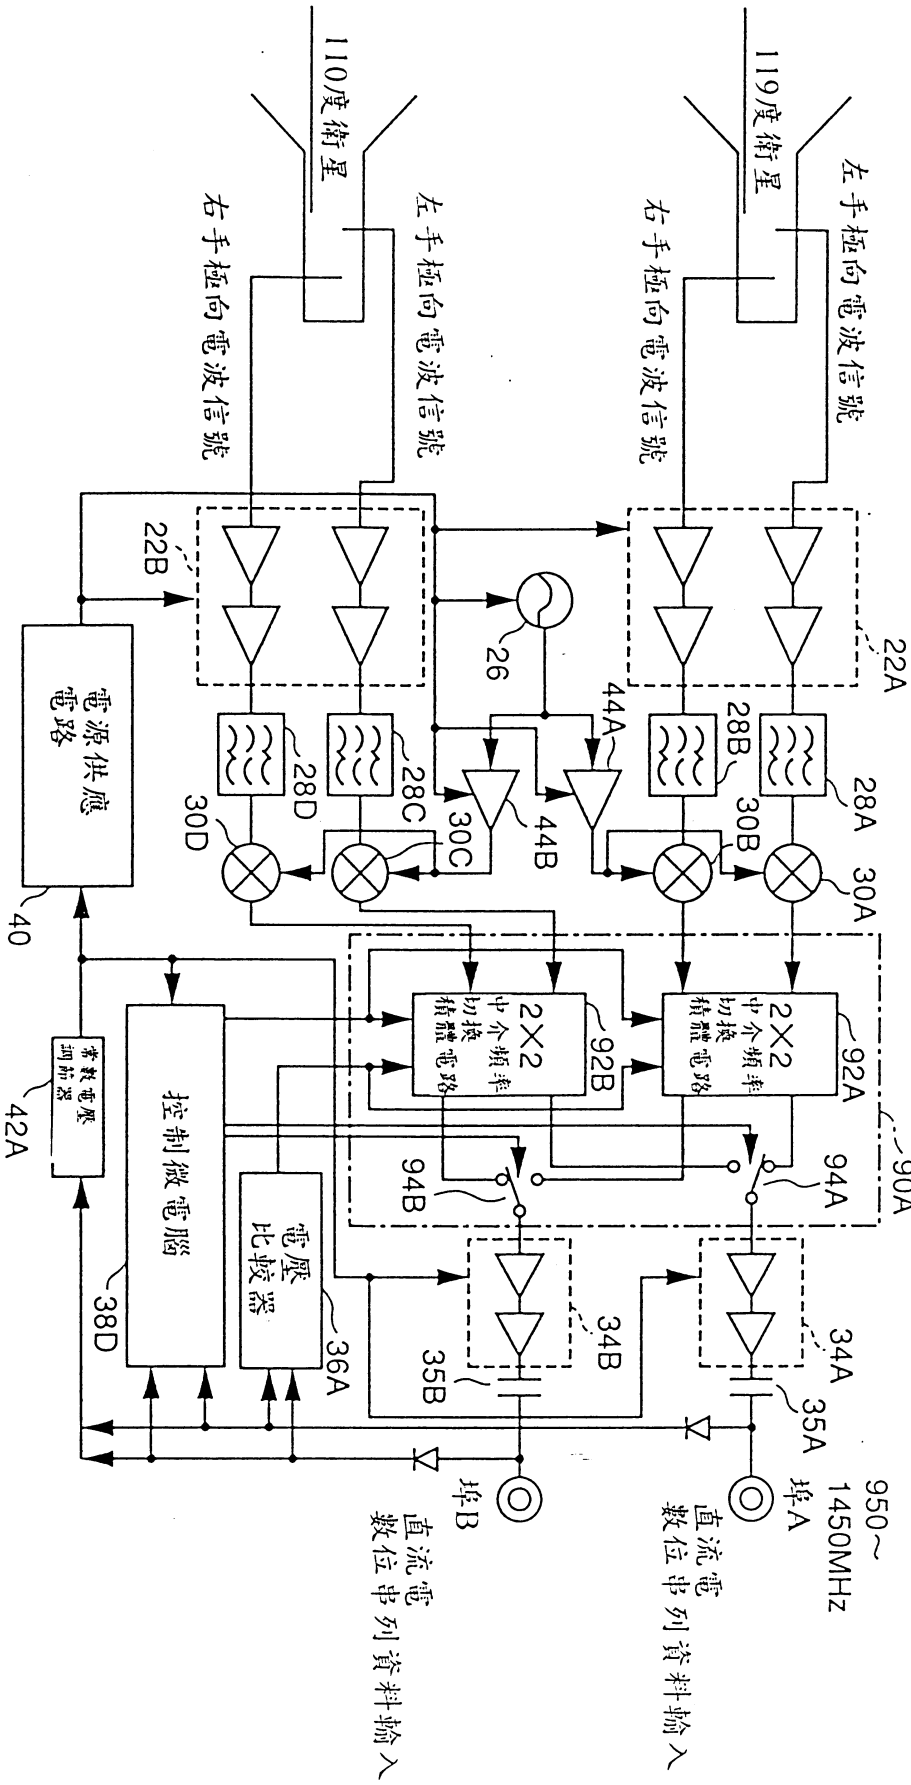 119度衛星
左手極向電波信號
右手極向電波信號
110度衛星
左手極向電波信號
右手極向電波信號
22A
22B
26
44A
44B
28A
28B
28C
28D
30A
30B
30C
30D
電源供應
電路
40
常數電壓
調節器
42A
控制微電腦
38D
電壓
比較器
36A
90A
2×2
中介頻率
切換
積體電路
92A
2×2
中介頻率
切換
積體電路
92B
94A
94B
34A
34B
35A
35B
950~
1450MHz
埠A
直流電
數位串列資料輸入
埠B
直流電
數位串列資料輸入